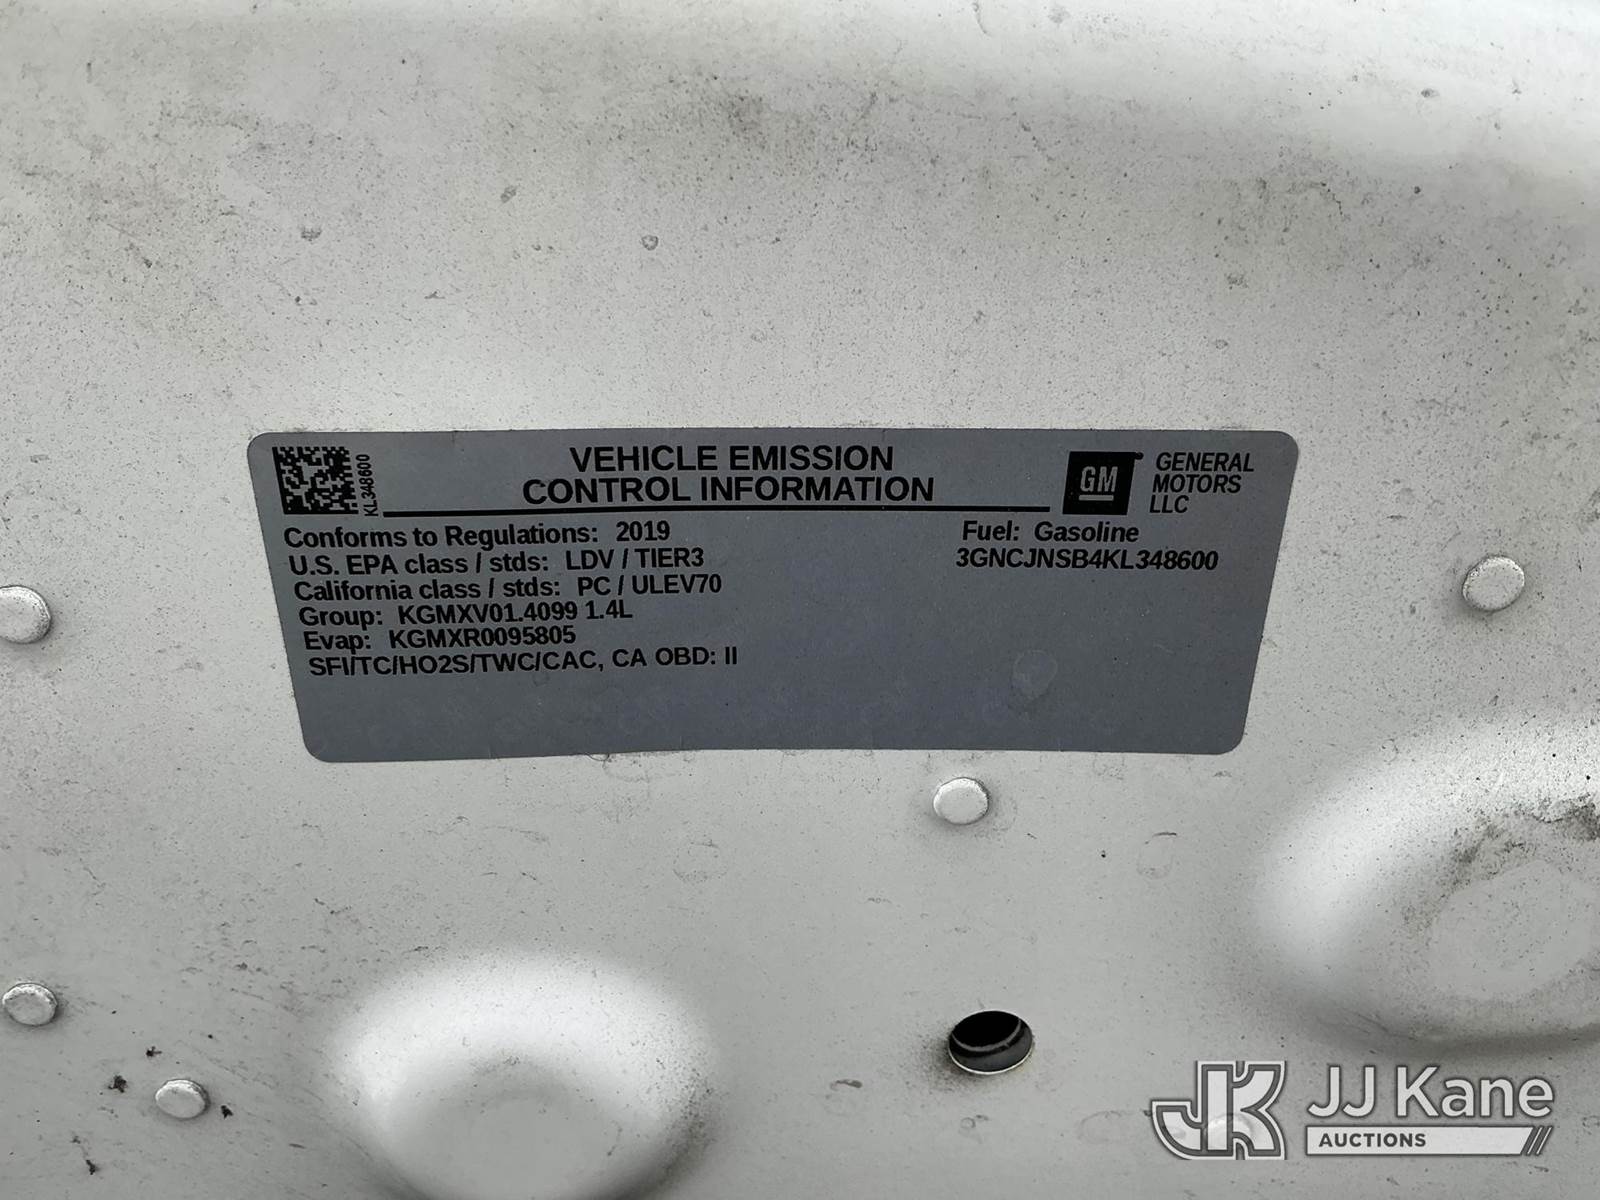 KL348600
VEHICLE EMISSION
CONTROL INFORMATION
GM
GENERAL
MOTORS
LLC
Conforms to Regulations: 2019
U.S. EPA class / stds: LDV / TIER3
California class / stds: PC / ULEV70
Group: KGMXV01.4099 1.4L
Evap: KGMXR0095805
SFI/TC/HO2S/TWC/CAC, CA OBD: II
Fuel: Gasoline
3GNCJNSB4KL348600
JK
JJ Kane
AUCTIONS